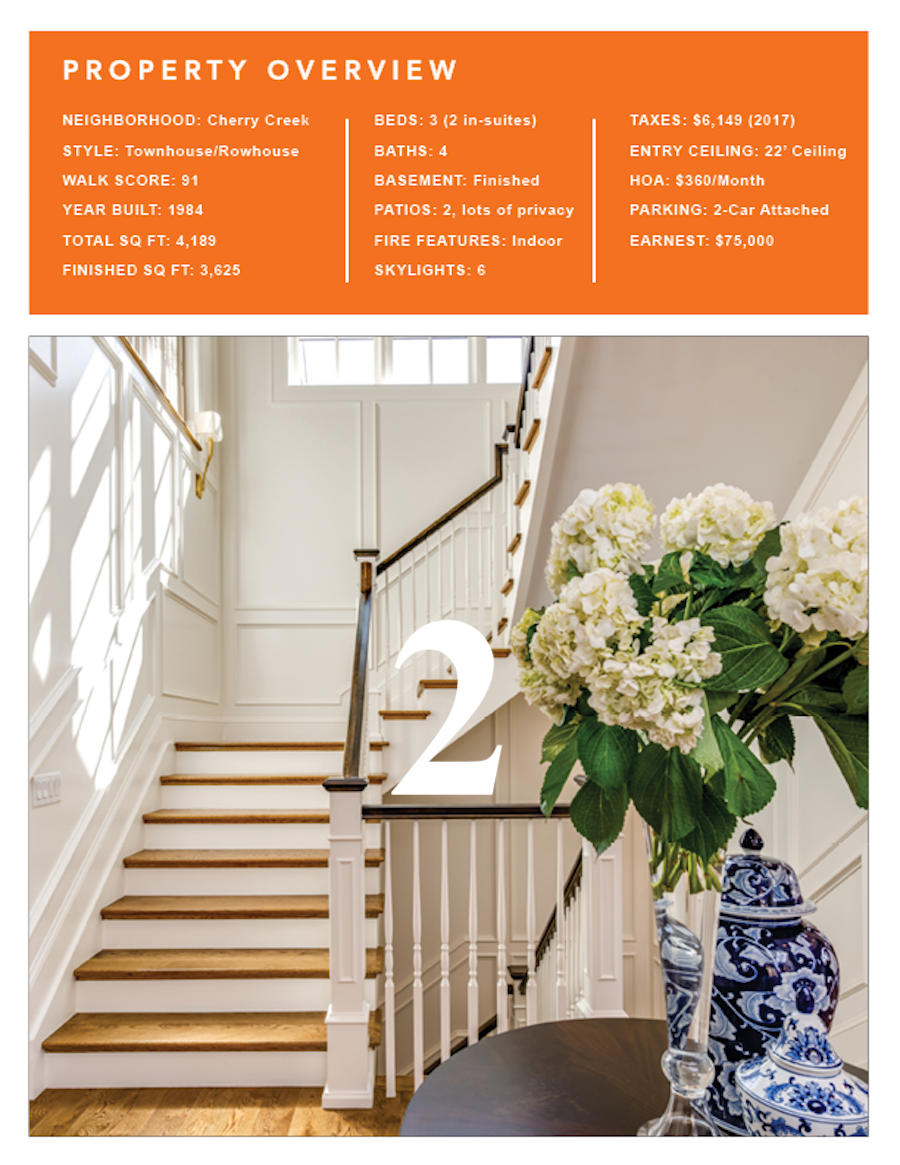 PROPERTY OVERVIEW
NEIGHBORHOOD: Cherry Creek
STYLE: Townhouse/Rowhouse
WALK SCORE: 91
YEAR BUILT: 1984
TOTAL SQ FT: 4,189
FINISHED SQ FT: 3,625
BEDS: 3 (2 in-suites)
BATHS: 4
BASEMENT: Finished
PATIOS: 2, lots of privacy
FIRE FEATURES: Indoor
SKYLIGHTS: 6
TAXES: $6,149 (2017)
ENTRY CEILING: 22’ Ceiling
HOA: $360/Month
PARKING: 2-Car Attached
EARNEST: $75,000
2